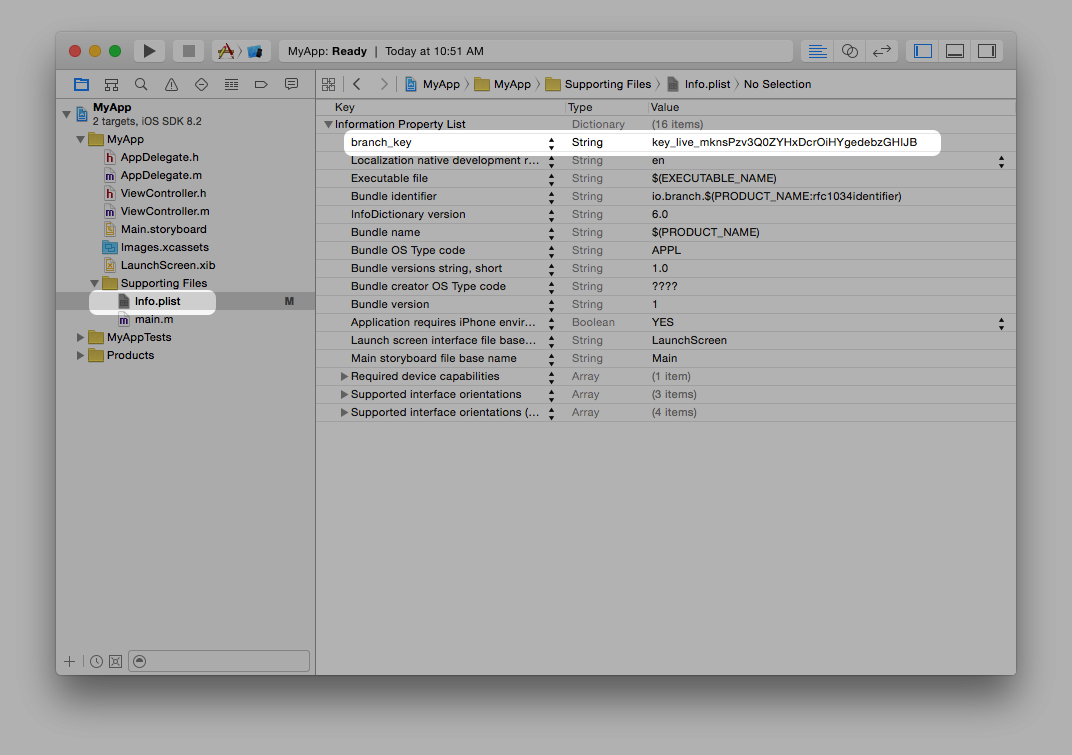 MyApp: Ready | Today at 10:51 AM
MyApp MyApp Supporting Files Info.plist No Selection
MyApp
2 targets, iOS SDK 8.2
MyApp
h AppDelegate.h
m AppDelegate.m
h ViewController.h
m ViewController.m
Main.storyboard
Images.xcassets
LaunchScreen.xib
Supporting Files
Info.plist M
m main.m
MyAppTests
Products
Key Type Value
Information Property List Dictionary (16 items)
branch_key String key_live_mknsPzv3Q0ZYHxDcrOiHYgedebzGHIJB
Localization native development r... String en
Executable file String $(EXECUTABLE_NAME)
Bundle identifier String io.branch.$(PRODUCT_NAME:rfc1034identifier)
InfoDictionary version String 6.0
Bundle name String $(PRODUCT_NAME)
Bundle OS Type code String APPL
Bundle versions string, short String 1.0
Bundle creator OS Type code String ????
Bundle version String 1
Application requires iPhone envir... Boolean YES
Launch screen interface file base... String LaunchScreen
Main storyboard file base name String Main
Required device capabilities Array (1 item)
Supported interface orientations Array (3 items)
Supported interface orientations (... Array (4 items)